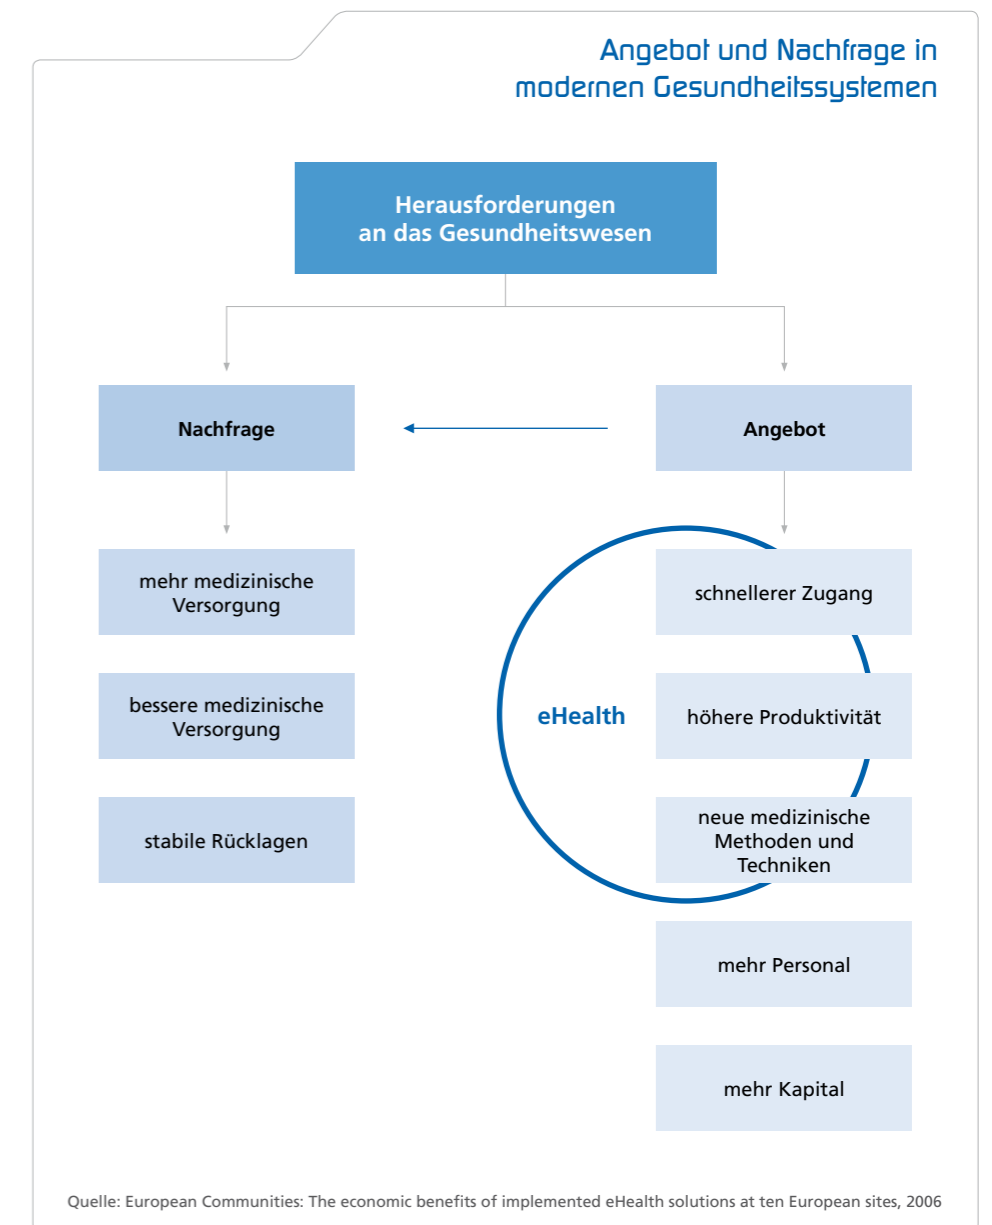 Angebot und Nachfrage in
modernen Gesundheitssystemen
Herausforderungen
an das Gesundheitswesen
Nachfrage
Angebot
mehr medizinische
Versorgung
bessere medizinische
Versorgung
stabile Rücklagen
eHealth
schnellerer Zugang
höhere Produktivität
neue medizinische
Methoden und
Techniken
mehr Personal
mehr Kapital
Quelle: European Communities: The economic benefits of implemented eHealth solutions at ten European sites, 2006